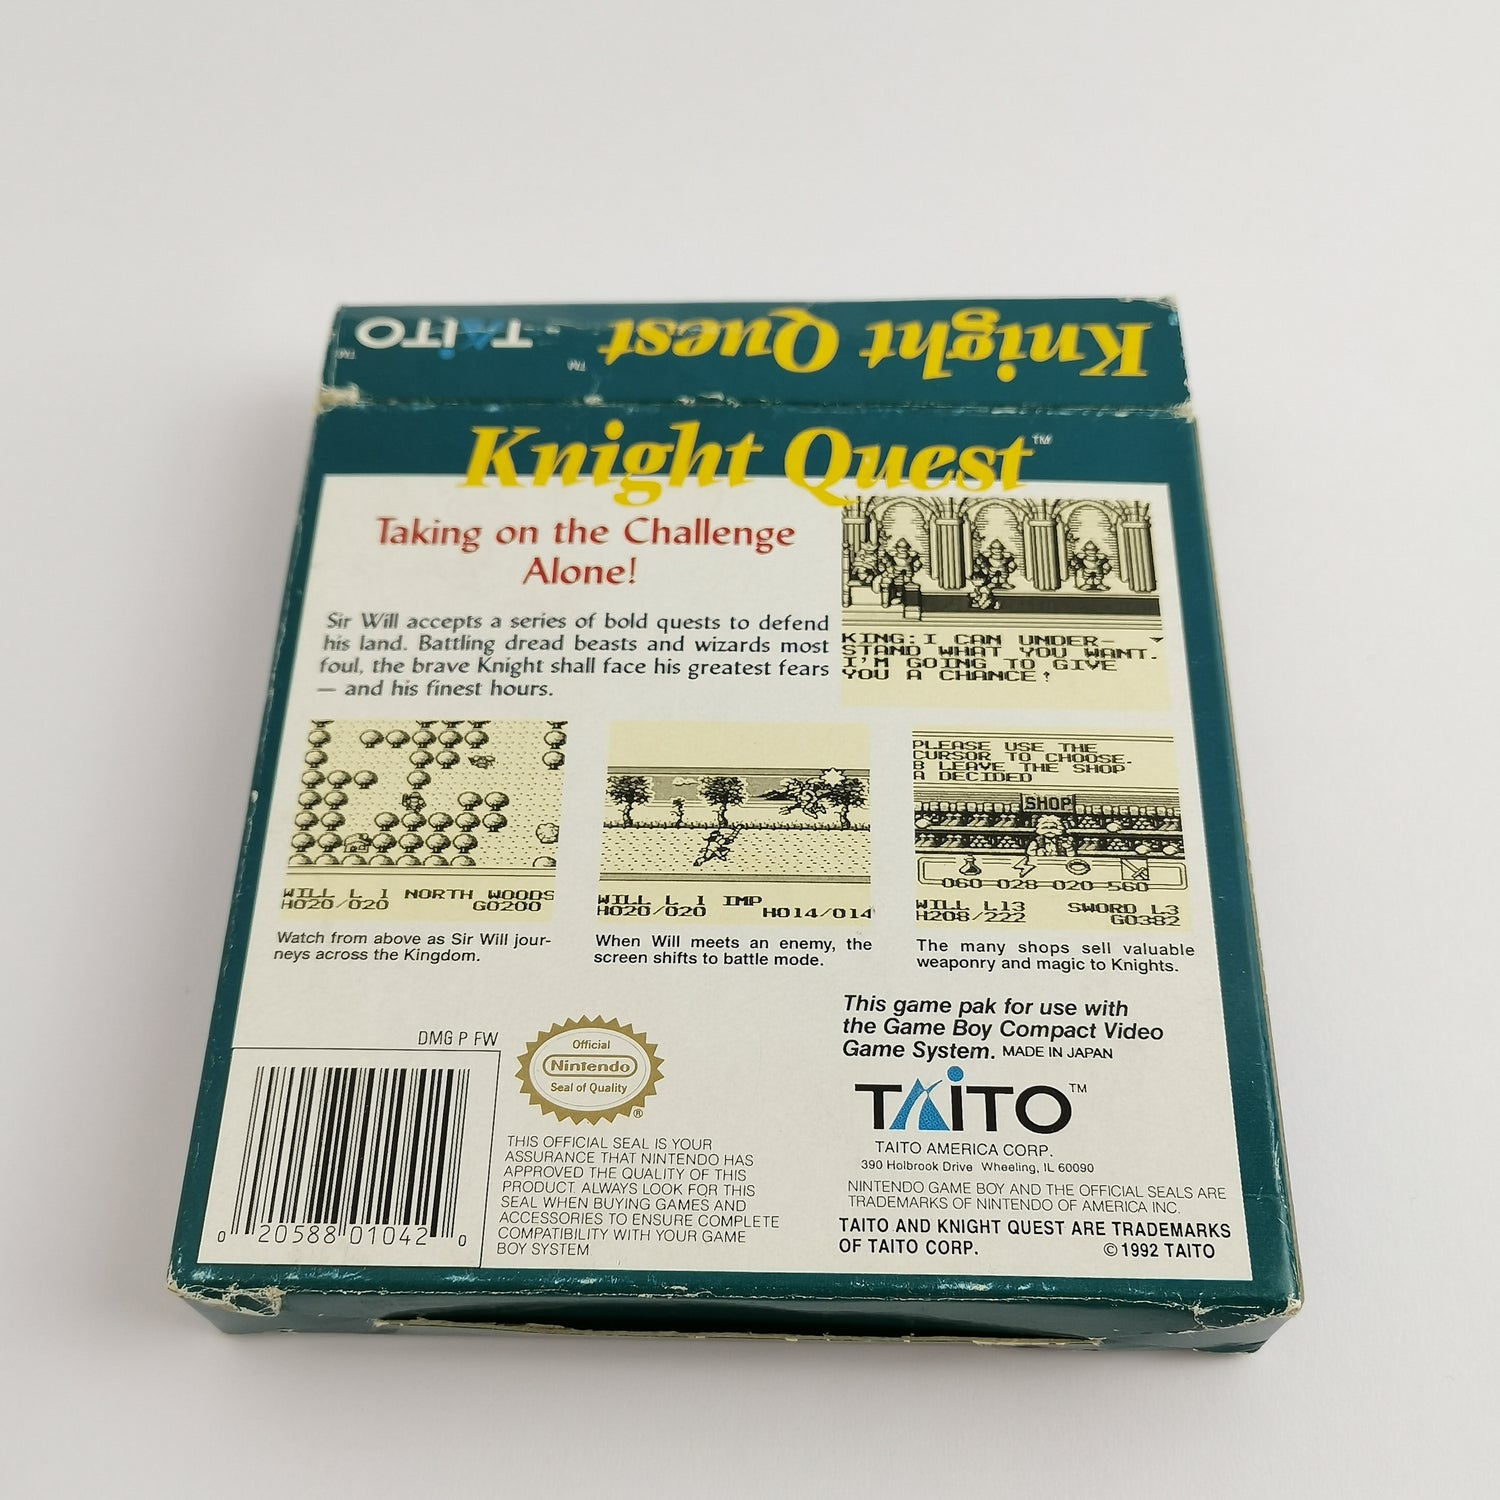 Knight Quest TAITO
™ ™
Knight Quest™
Taking on the Challenge
Alone!
Sir Will accepts a series of bold quests to defend
his land. Battling dread beasts and wizards most
foul, the brave Knight shall face his greatest fears
— and his finest hours.
KING:I CAN UNDER-
STAND WHAT YOU WANT.
I'M GOING TO GIVE
YOU A CHANCE!
WILL L 1 NORTH WOODS
H020/020 G0200
Watch from above as Sir Will jour-
neys across the Kingdom.
WILL L 1 IMP
H020/020 H014/014
When Will meets an enemy, the
screen shifts to battle mode.
PLEASE USE THE
CURSOR TO CHOOSE.
B LEAVE THE SHOP
A DECIDED
SHOP
060-028-020-560
WILL L13 SWORD L3
H208/222 G0382
The many shops sell valuable
weaponry and magic to Knights.
DMG P FW
0 20588 01042 0
Official
Nintendo
Seal of Quality
®
THIS OFFICIAL SEAL IS YOUR
ASSURANCE THAT NINTENDO HAS
APPROVED THE QUALITY OF THIS
PRODUCT. ALWAYS LOOK FOR THIS
SEAL WHEN BUYING GAMES AND
ACCESSORIES TO ENSURE COMPLETE
COMPATIBILITY WITH YOUR GAME
BOY SYSTEM
This game pak for use with
the Game Boy Compact Video
Game System. MADE IN JAPAN
TAITO™
TAITO AMERICA CORP.
390 Holbrook Drive Wheeling, IL 60090
NINTENDO GAME BOY AND THE OFFICIAL SEALS ARE
TRADEMARKS OF NINTENDO OF AMERICA INC.
TAITO AND KNIGHT QUEST ARE TRADEMARKS
OF TAITO CORP. ©1992 TAITO